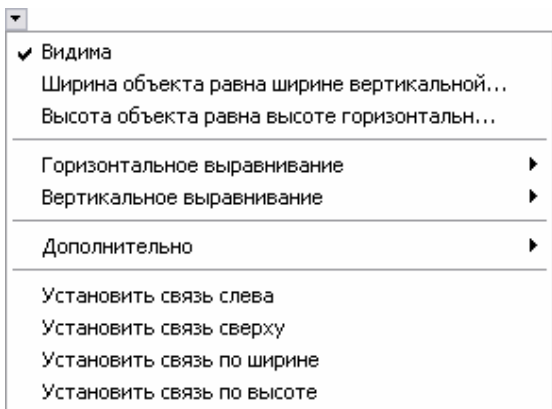 Видима
Ширина объекта равна ширине вертикальной...
Высота объекта равна высоте горизонтальн...
Горизонтальное выравнивание
Вертикальное выравнивание
Дополнительно
Установить связь слева
Установить связь сверху
Установить связь по ширине
Установить связь по высоте